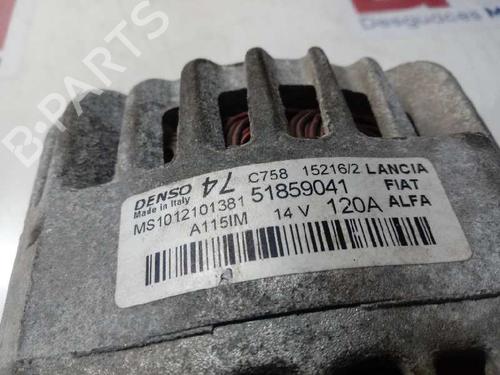 B-PARTS
Desguaces
DENSO 74 C758 15216/2 LANCIA
Made in Italy
MS1012101381 51859041 FIAT
A115IM 14 V 120A ALFA